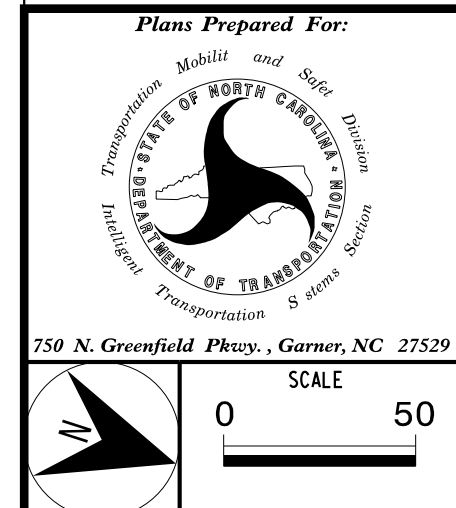 Plans Prepared For:
Transportation Mobilit and Safet Division
STATE OF NORTH CAROLINA
DEPARTMENT OF TRANSPORTATION
Intelligent Transportation S stems Section
750 N. Greenfield Pkwy. , Garner, NC 27529
N
SCALE
0 50